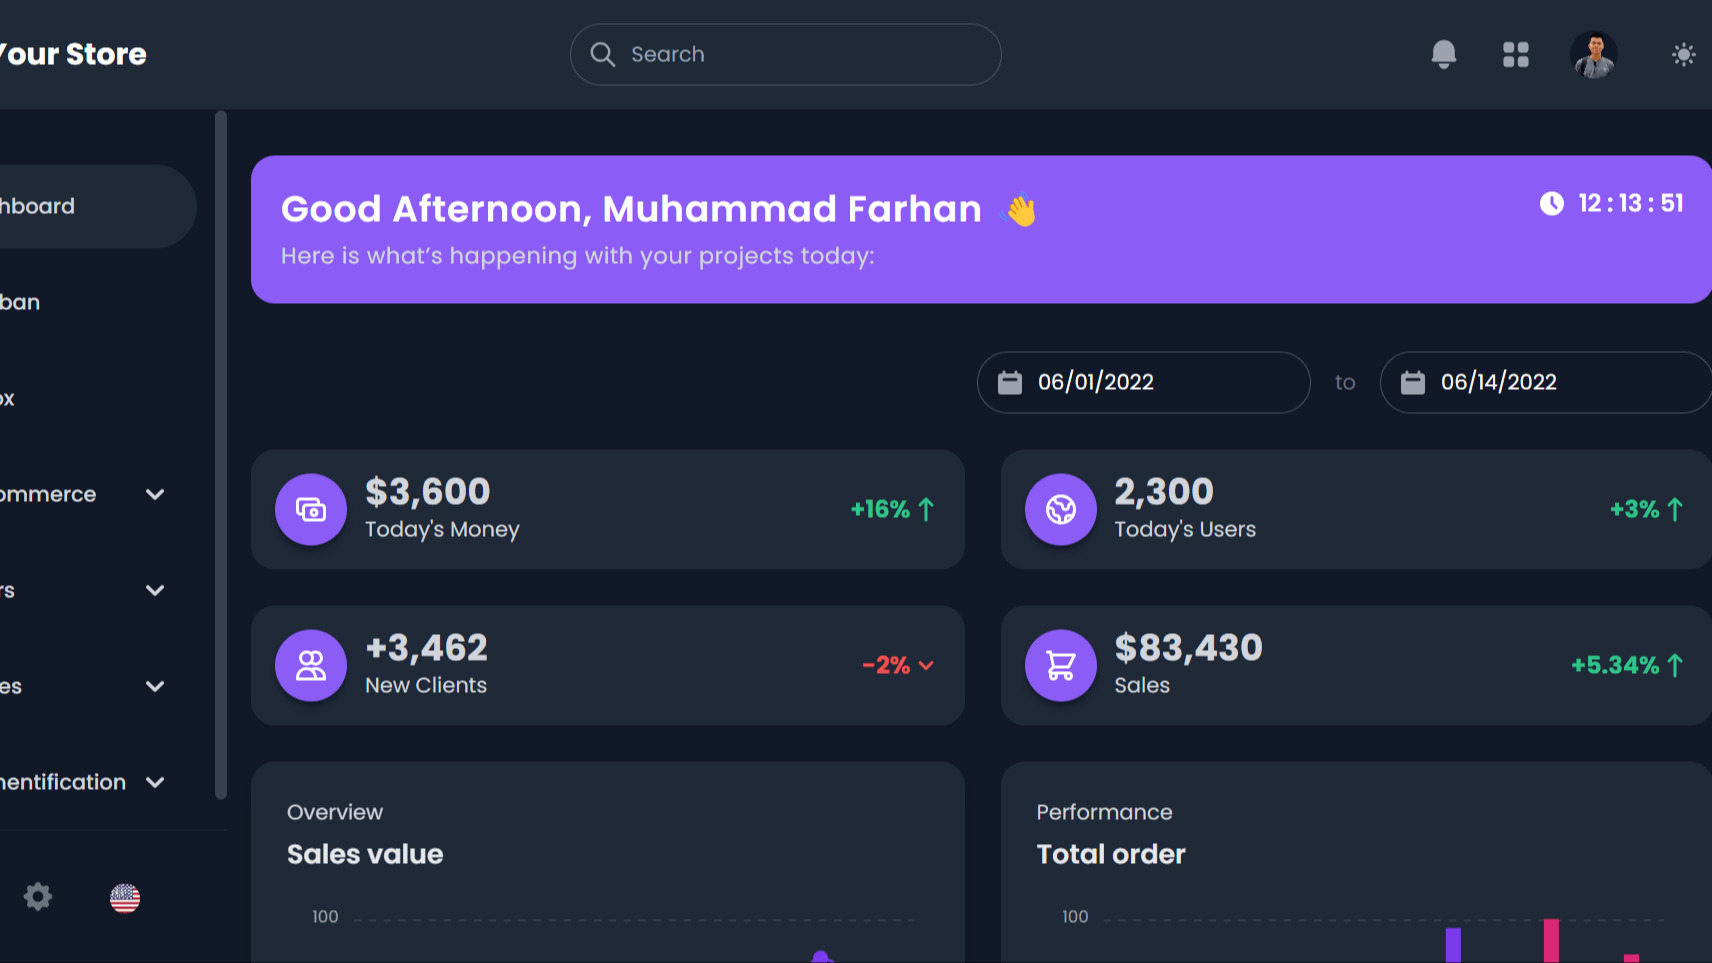 Your Store
Search
hboard
ban
ox
ommerce
rs
es
hentification
Good Afternoon, Muhammad Farhan 👋
Here is what’s happening with your projects today:
12 : 13 : 51
06/01/2022
to
06/14/2022
$3,600
Today's Money
+16%
2,300
Today's Users
+3%
+3,462
New Clients
-2%
$83,430
Sales
+5.34%
Overview
Sales value
100
Performance
Total order
100